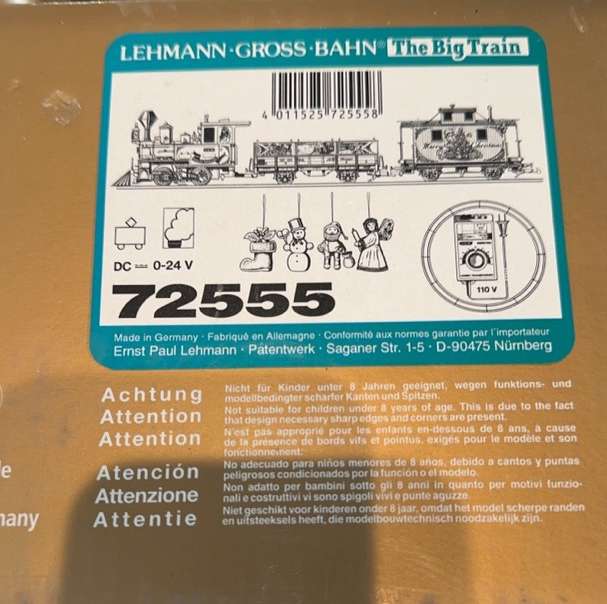 LEHMANN·GROSS·BAHN® The Big Train
4 011525 725558
Merry Christmas
DC 0-24 V
110 V
72555
Made in Germany · Fabriqué en Allemagne · Conformité aux normes garantie par l'importateur
Ernst Paul Lehmann · Patentwerk · Saganer Str. 1-5 · D-90475 Nürnberg
Achtung Nicht für Kinder unter 8 Jahren geeignet, wegen funktions- und
modellbedingter scharfer Kanten und Spitzen.
Attention Not suitable for children under 8 years of age. This is due to the fact
that design necessary sharp edges and corners are present.
Attention N'est pas approprié pour les enfants en-dessous de 8 ans, à cause
de la présence de bords vifs et pointus, exigés pour le modèle et son
fonctionnement.
Atención No adecuado para niños menores de 8 años, debido a cantos y puntas
peligrosos condicionados por la función o el modelo.
Attenzione Non adatto per bambini sotto gli 8 anni in quanto per motivi funzio-
nali e costruttivi vi sono spigoli vivi e punte aguzze.
Attentie Niet geschikt voor kinderen onder 8 jaar, omdat het model scherpe randen
en uitsteeksels heeft, die modelbouwtechnisch noodzakelijk zijn.